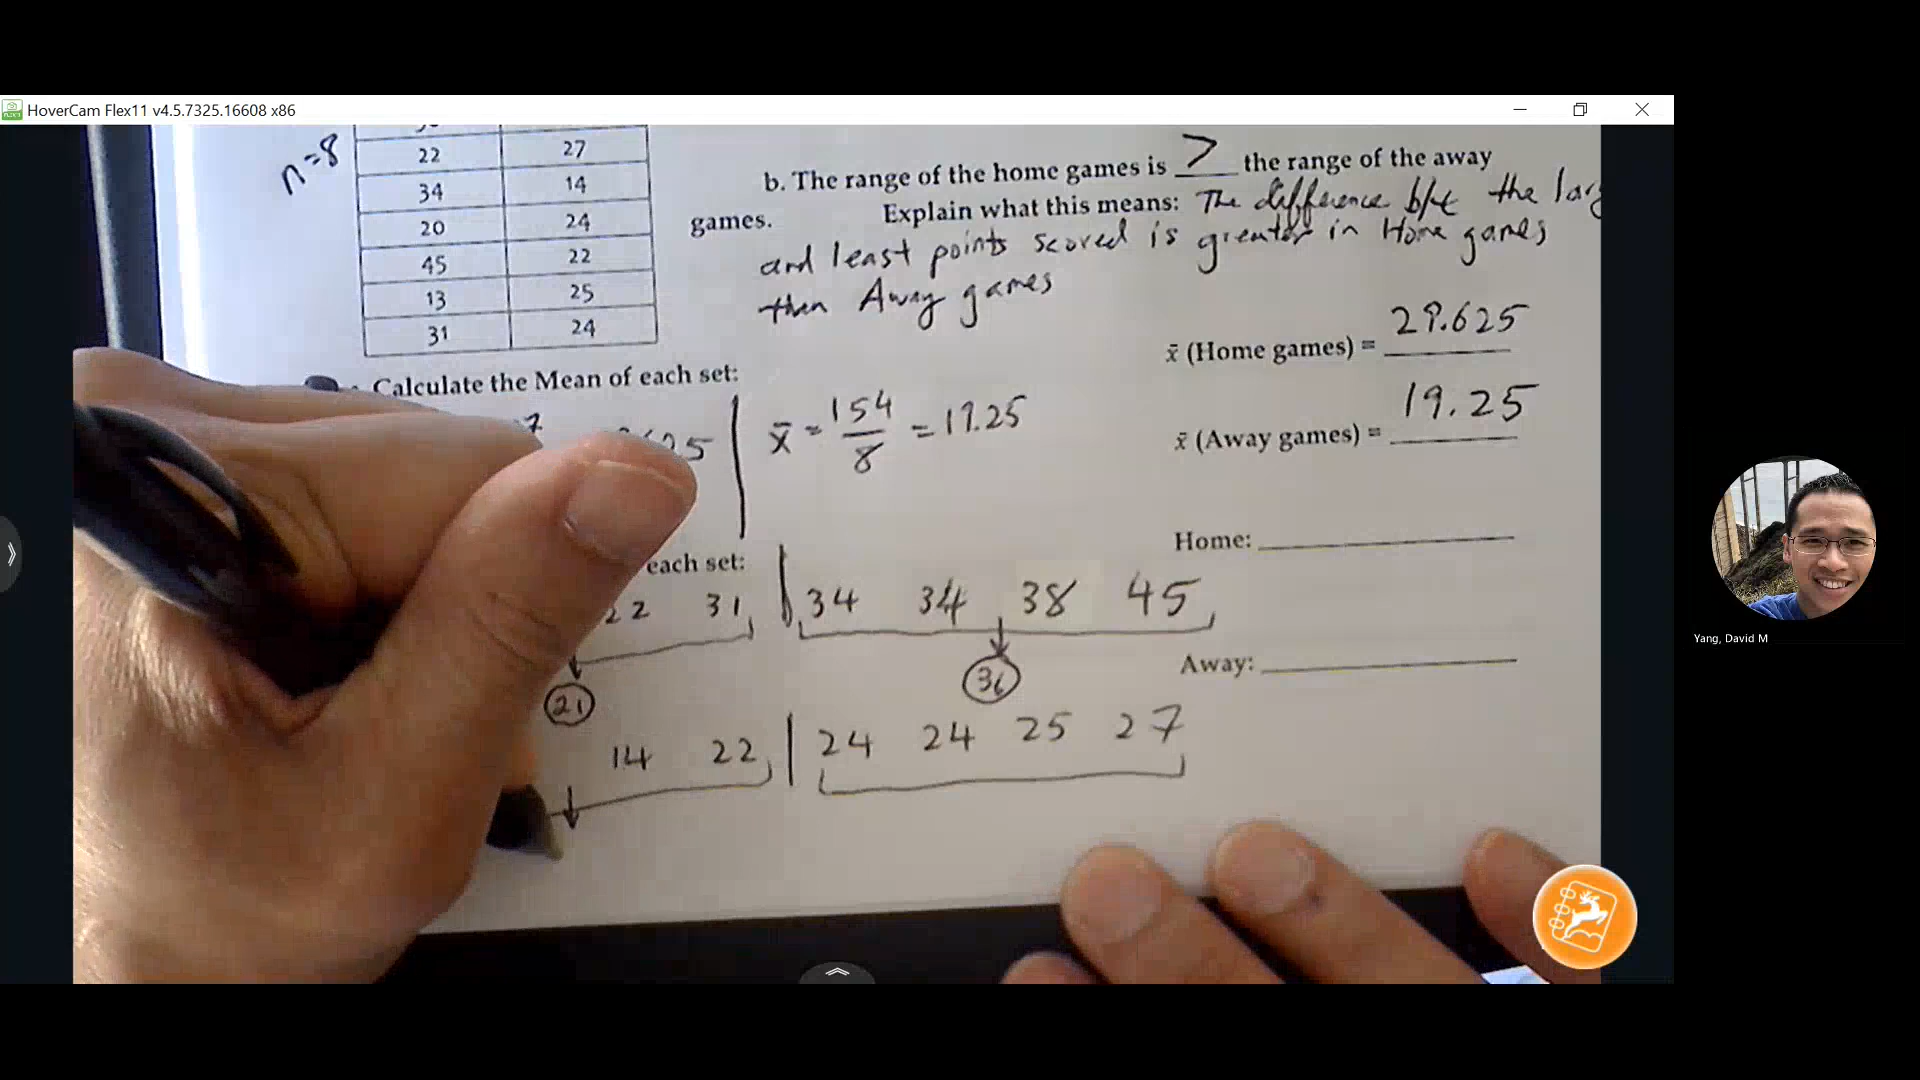 HoverCam Flex11 v4.5.7325.16608 x86
n=8
22 27
34 14
20 24
45 22
13 25
31 24
b. The range of the home games is > the range of the away
games. Explain what this means: The difference b/t the
and least points scored is greater in Home games
than Away games
x̄ (Home games) = 29.625
Calculate the Mean of each set:
x̄ = 154/8 = 19.25
x̄ (Away games) = 19.25
Home:
each set:
22 31 | 34 34 38 45
21 36
Away:
14 22 | 24 24 25 27
Yang, David M